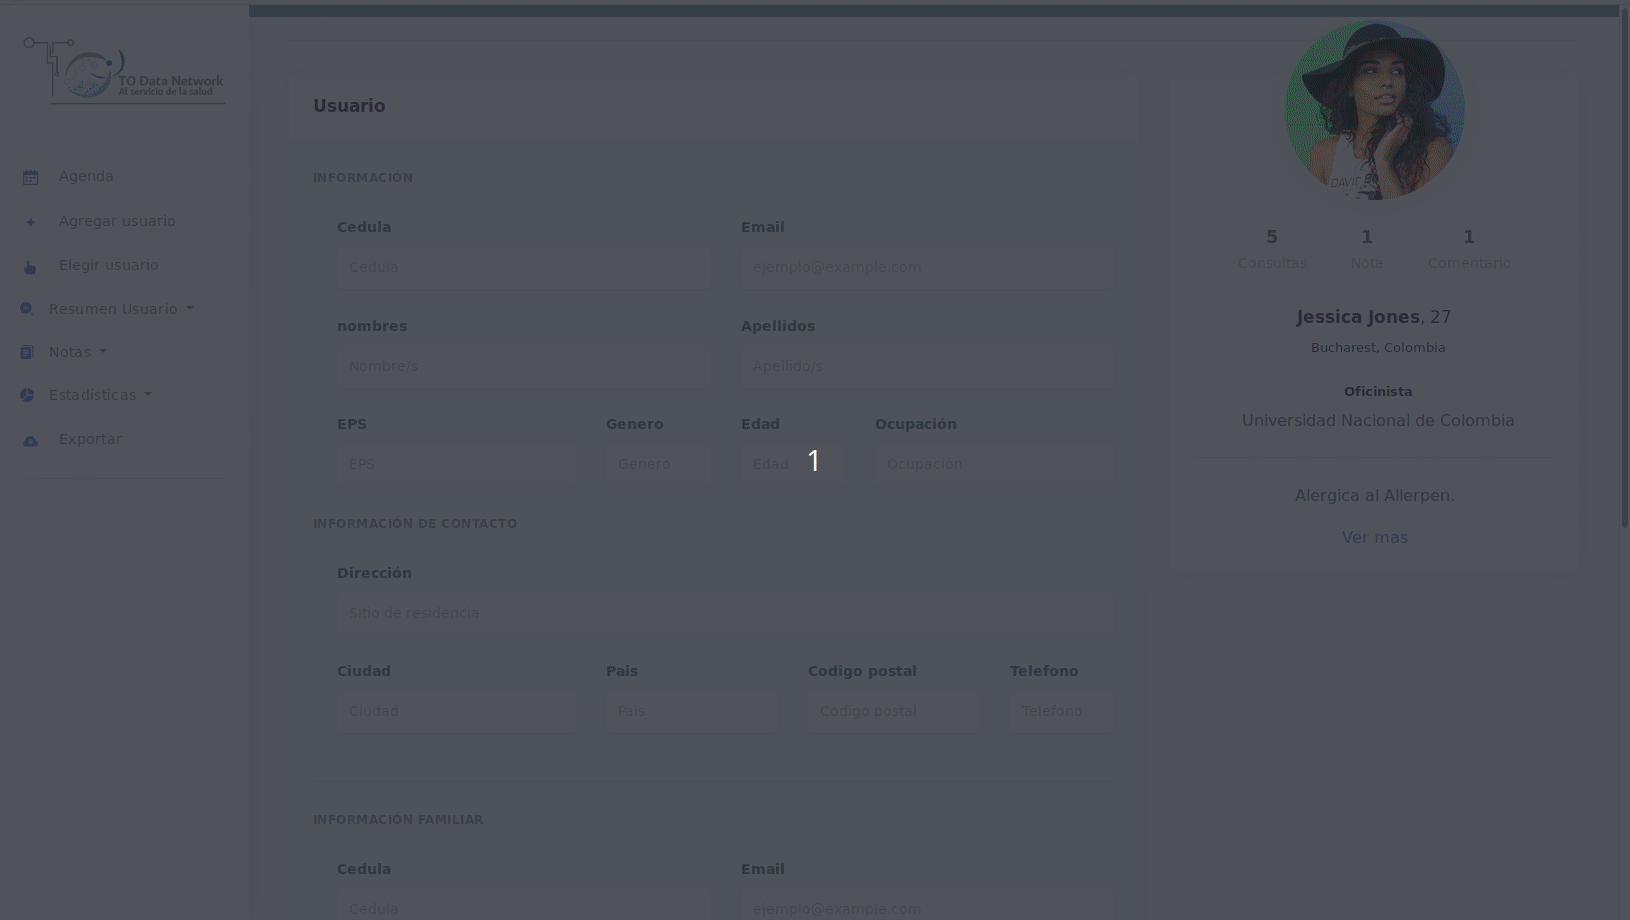 TO Data Network
Al servicio de la salud
Agenda
Agregar usuario
Elegir usuario
Resumen Usuario
Notas
Estadísticas
Exportar
Usuario
INFORMACIÓN
Cedula Email
Cedula ejemplo@example.com
nombres Apellidos
Nombre/s Apellido/s
EPS Genero Edad Ocupación
EPS Genero Edad Ocupación
1
INFORMACIÓN DE CONTACTO
Dirección
Sitio de residencia
Ciudad Pais Codigo postal Telefono
Ciudad Pais Codigo postal Telefono
INFORMACIÓN FAMILIAR
Cedula Email
Cedula ejemplo@example.com
DAVID BO
5 1 1
Consultas Nota Comentario
Jessica Jones, 27
Bucharest, Colombia
Oficinista
Universidad Nacional de Colombia
Alergica al Allerpen.
Ver mas